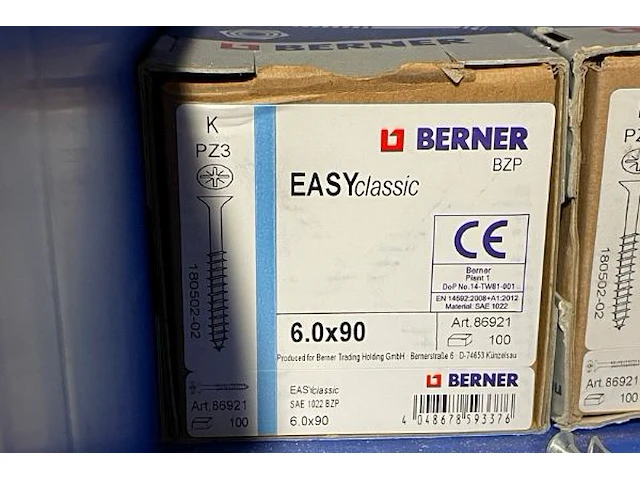 BERNER
K
PZ3
BERNER
BZP
EASYclassic
CE
Berner
Plant 1
DoP No.14-TW81-001
EN 14592:2008+A1:2012
Material: SAE 1022
180502-02
6.0x90
Art.86921
100
Produced for Berner Trading Holding GmbH · Bernerstraße 6 · D-74653 Künzelsau
Art.86921
100
EASYclassic
SAE 1022 BZP
6.0x90
BERNER
4 048678 593376
K
PZ3
180502-02
Art.86921
100